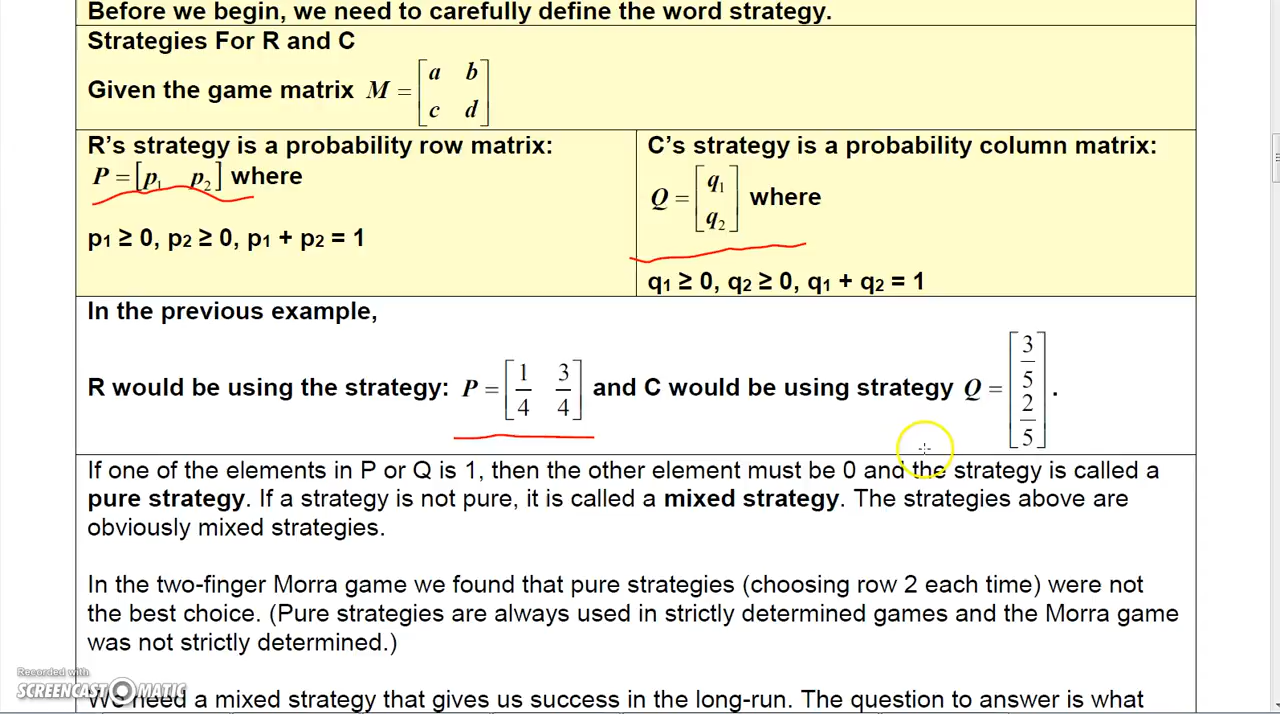 Before we begin, we need to carefully define the word strategy.
Strategies For R and C
Given the game matrix M = [a b
c d]
R's strategy is a probability row matrix:
P = [p₁ p₂] where
p1 ≥ 0, p2 ≥ 0, p1 + p2 = 1
C's strategy is a probability column matrix:
Q = [q₁
q₂] where
q1 ≥ 0, q2 ≥ 0, q1 + q2 = 1
In the previous example,
R would be using the strategy: P = [1/4 3/4] and C would be using strategy Q = [3/5
2/5].
If one of the elements in P or Q is 1, then the other element must be 0 and the strategy is called a
pure strategy. If a strategy is not pure, it is called a mixed strategy. The strategies above are
obviously mixed strategies.
In the two-finger Morra game we found that pure strategies (choosing row 2 each time) were not
the best choice. (Pure strategies are always used in strictly determined games and the Morra game
was not strictly determined.)
We need a mixed strategy that gives us success in the long-run. The question to answer is what
Recorded with
SCREENCAST MATIC